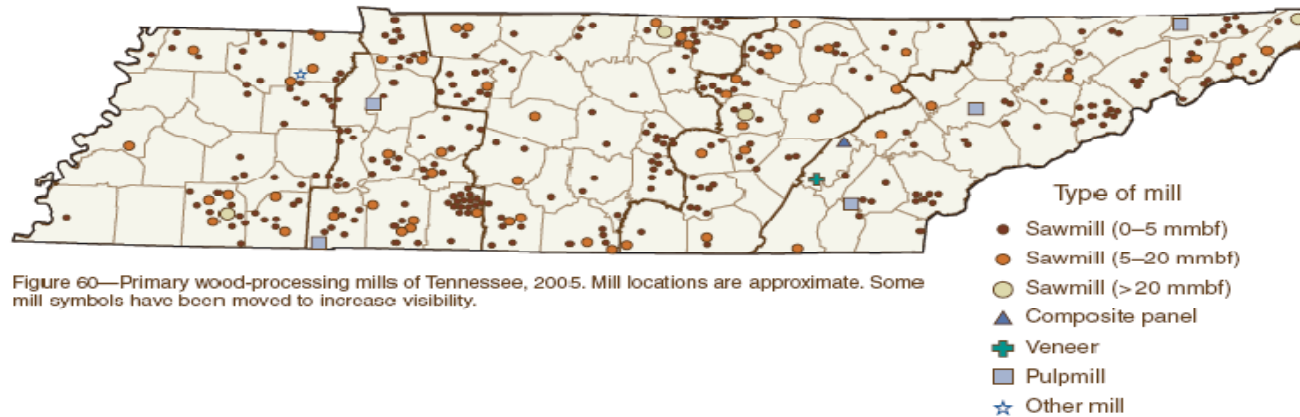 Figure 60—Primary wood-processing mills of Tennessee, 2005. Mill locations are approximate. Some
mill symbols have been moved to increase visibility.
Type of mill
Sawmill (0–5 mmbf)
Sawmill (5–20 mmbf)
Sawmill (>20 mmbf)
Composite panel
Veneer
Pulpmill
Other mill